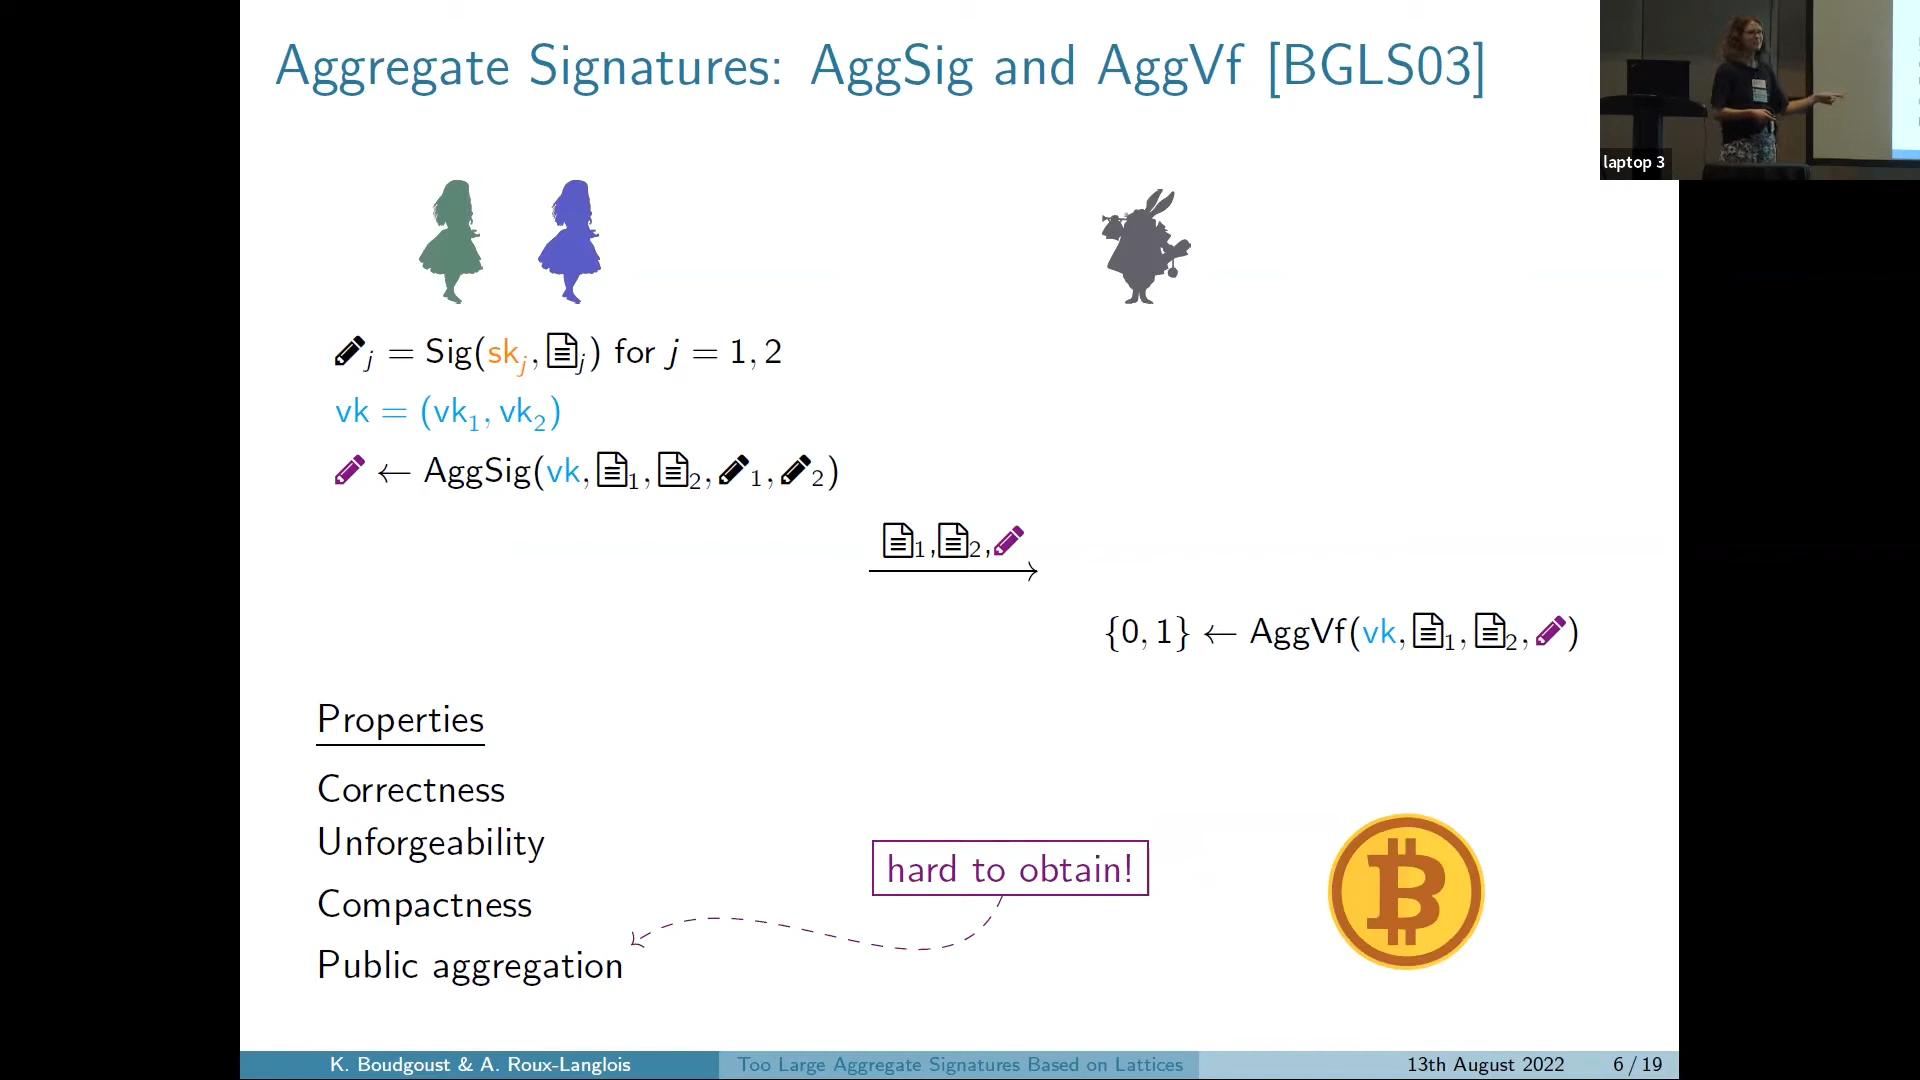 Aggregate Signatures: AggSig and AggVf [BGLS03]
laptop 3
j = Sig(skj, j) for j = 1, 2
vk = (vk1, vk2)
← AggSig(vk, 1, 2, 1, 2)
1, 2,
{0, 1} ← AggVf(vk, 1, 2, )
Properties
Correctness
Unforgeability
Compactness
Public aggregation
hard to obtain!
K. Boudgoust & A. Roux-Langlois
Too Large Aggregate Signatures Based on Lattices
13th August 2022
6 / 19